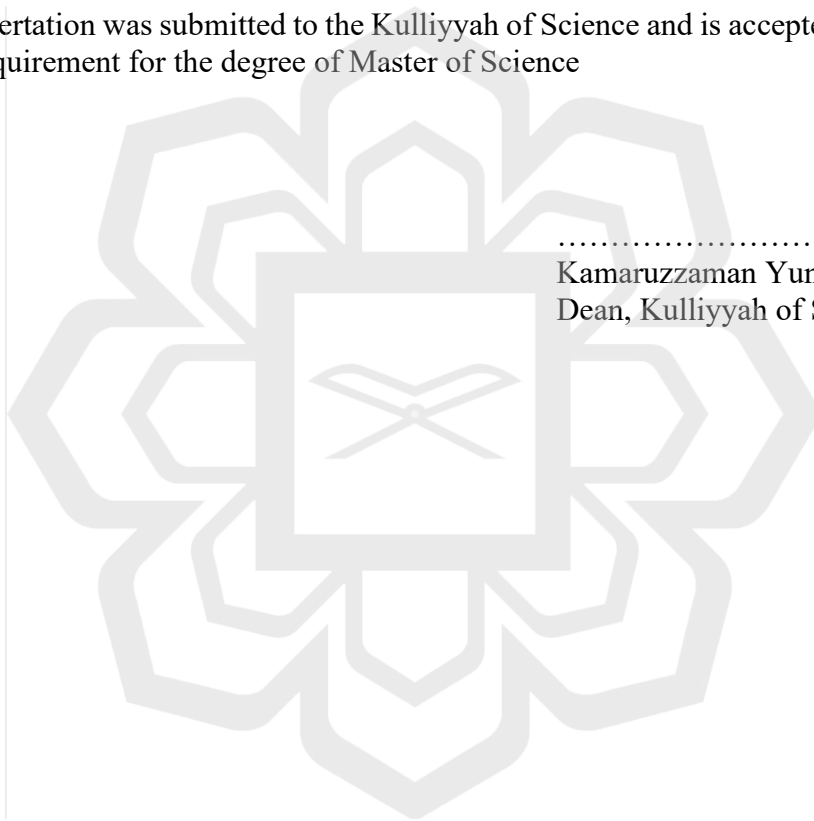 ertation was submitted to the Kulliyyah of Science and is accepte
quirement for the degree of Master of Science
........................
Kamaruzzaman Yun
Dean, Kulliyyah of S